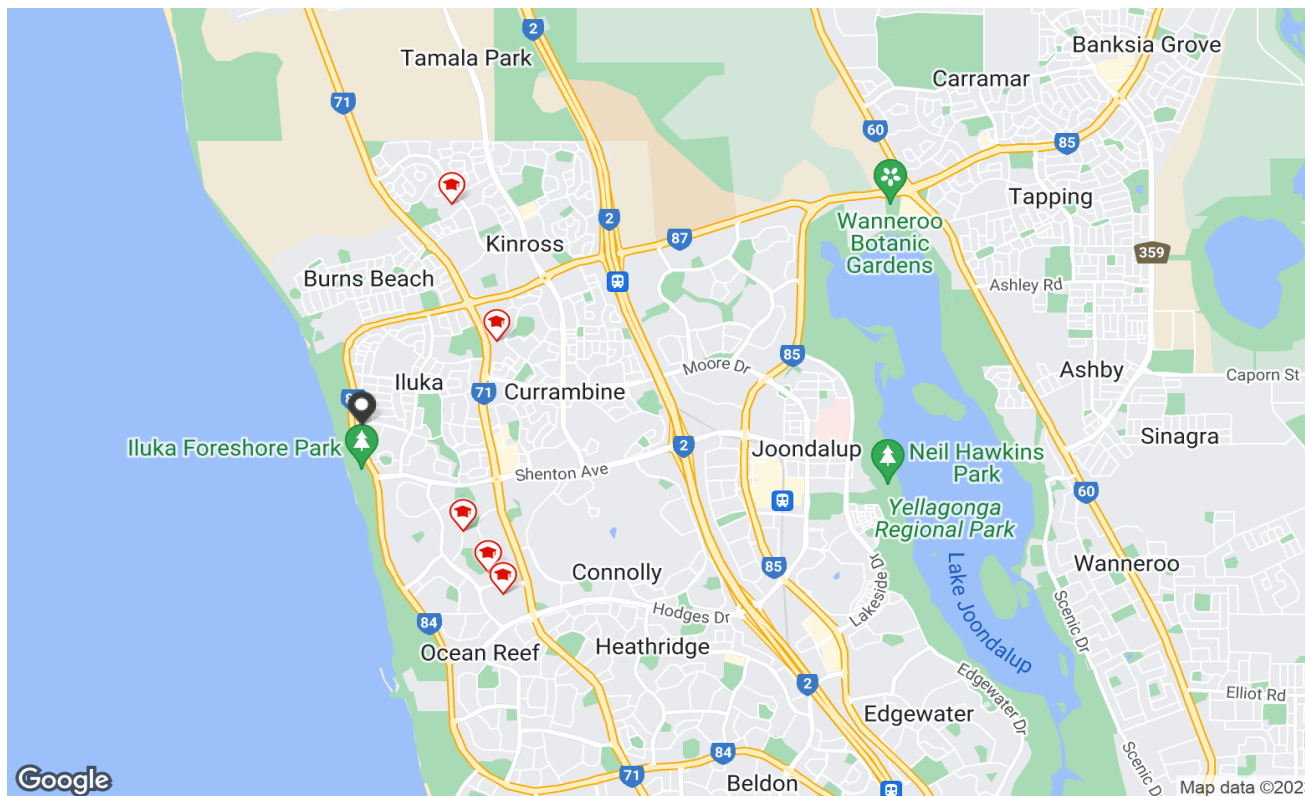 2
Banksia Grove
Tamala Park
Carramar
71
60
85
Tapping
Wanneroo
Botanic
Gardens
2
87
Kinross
359
Burns Beach
Ashley Rd
85
Moore Dr
Ashby
Caporn St
Iluka
71
Currambine
Sinagra
Iluka Foreshore Park
2
Joondalup
Neil Hawkins
Park
Shenton Ave
60
Yellagonga
Regional Park
Wanneroo
85
Connolly
Lake Joondalup
Lakeside Dr
Scenic Dr
Hodges Dr
84
Ocean Reef
Heathridge
2
Edgewater Dr
Elliot Rd
Edgewater
84
71
Beldon
Scenic Dr
Google
Map data ©202